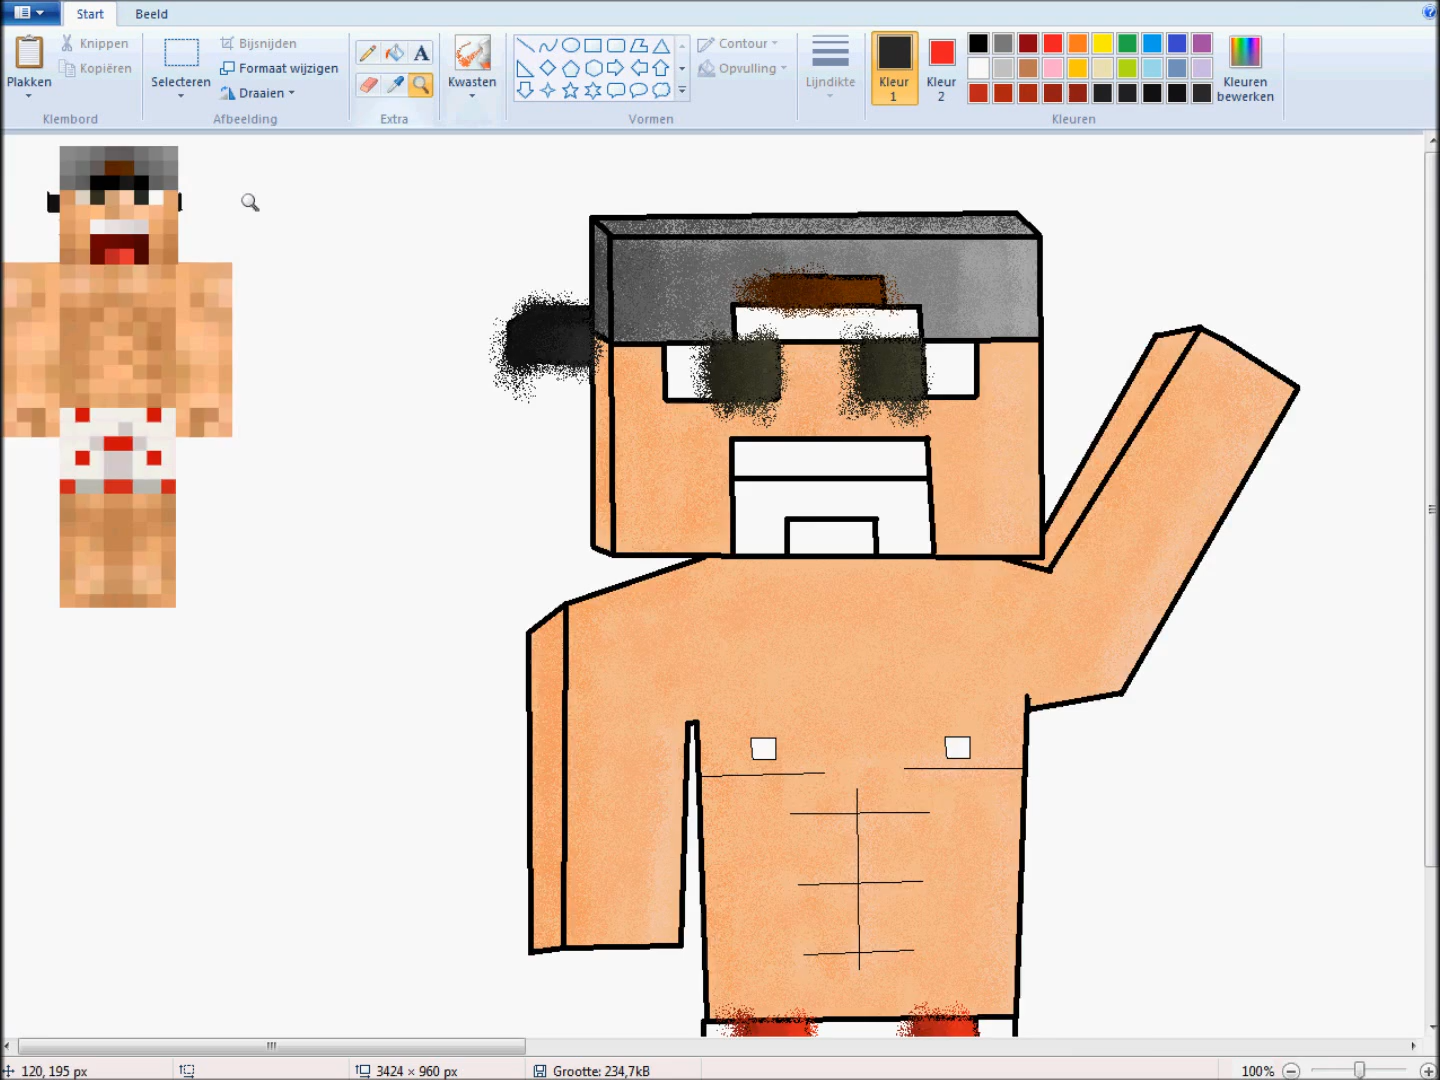 Start Beeld
Plakken
Knippen
Kopiëren
Klembord
Selecteren
Bijsnijden
Formaat wijzigen
Draaien
Afbeelding
A
Extra
Kwasten
Contour
Opvulling
Vormen
Lijndikte
Kleur
1
Kleur
2
Kleuren
bewerken
Kleuren
120, 195 px
3424 × 960 px
Grootte: 234,7kB
100%